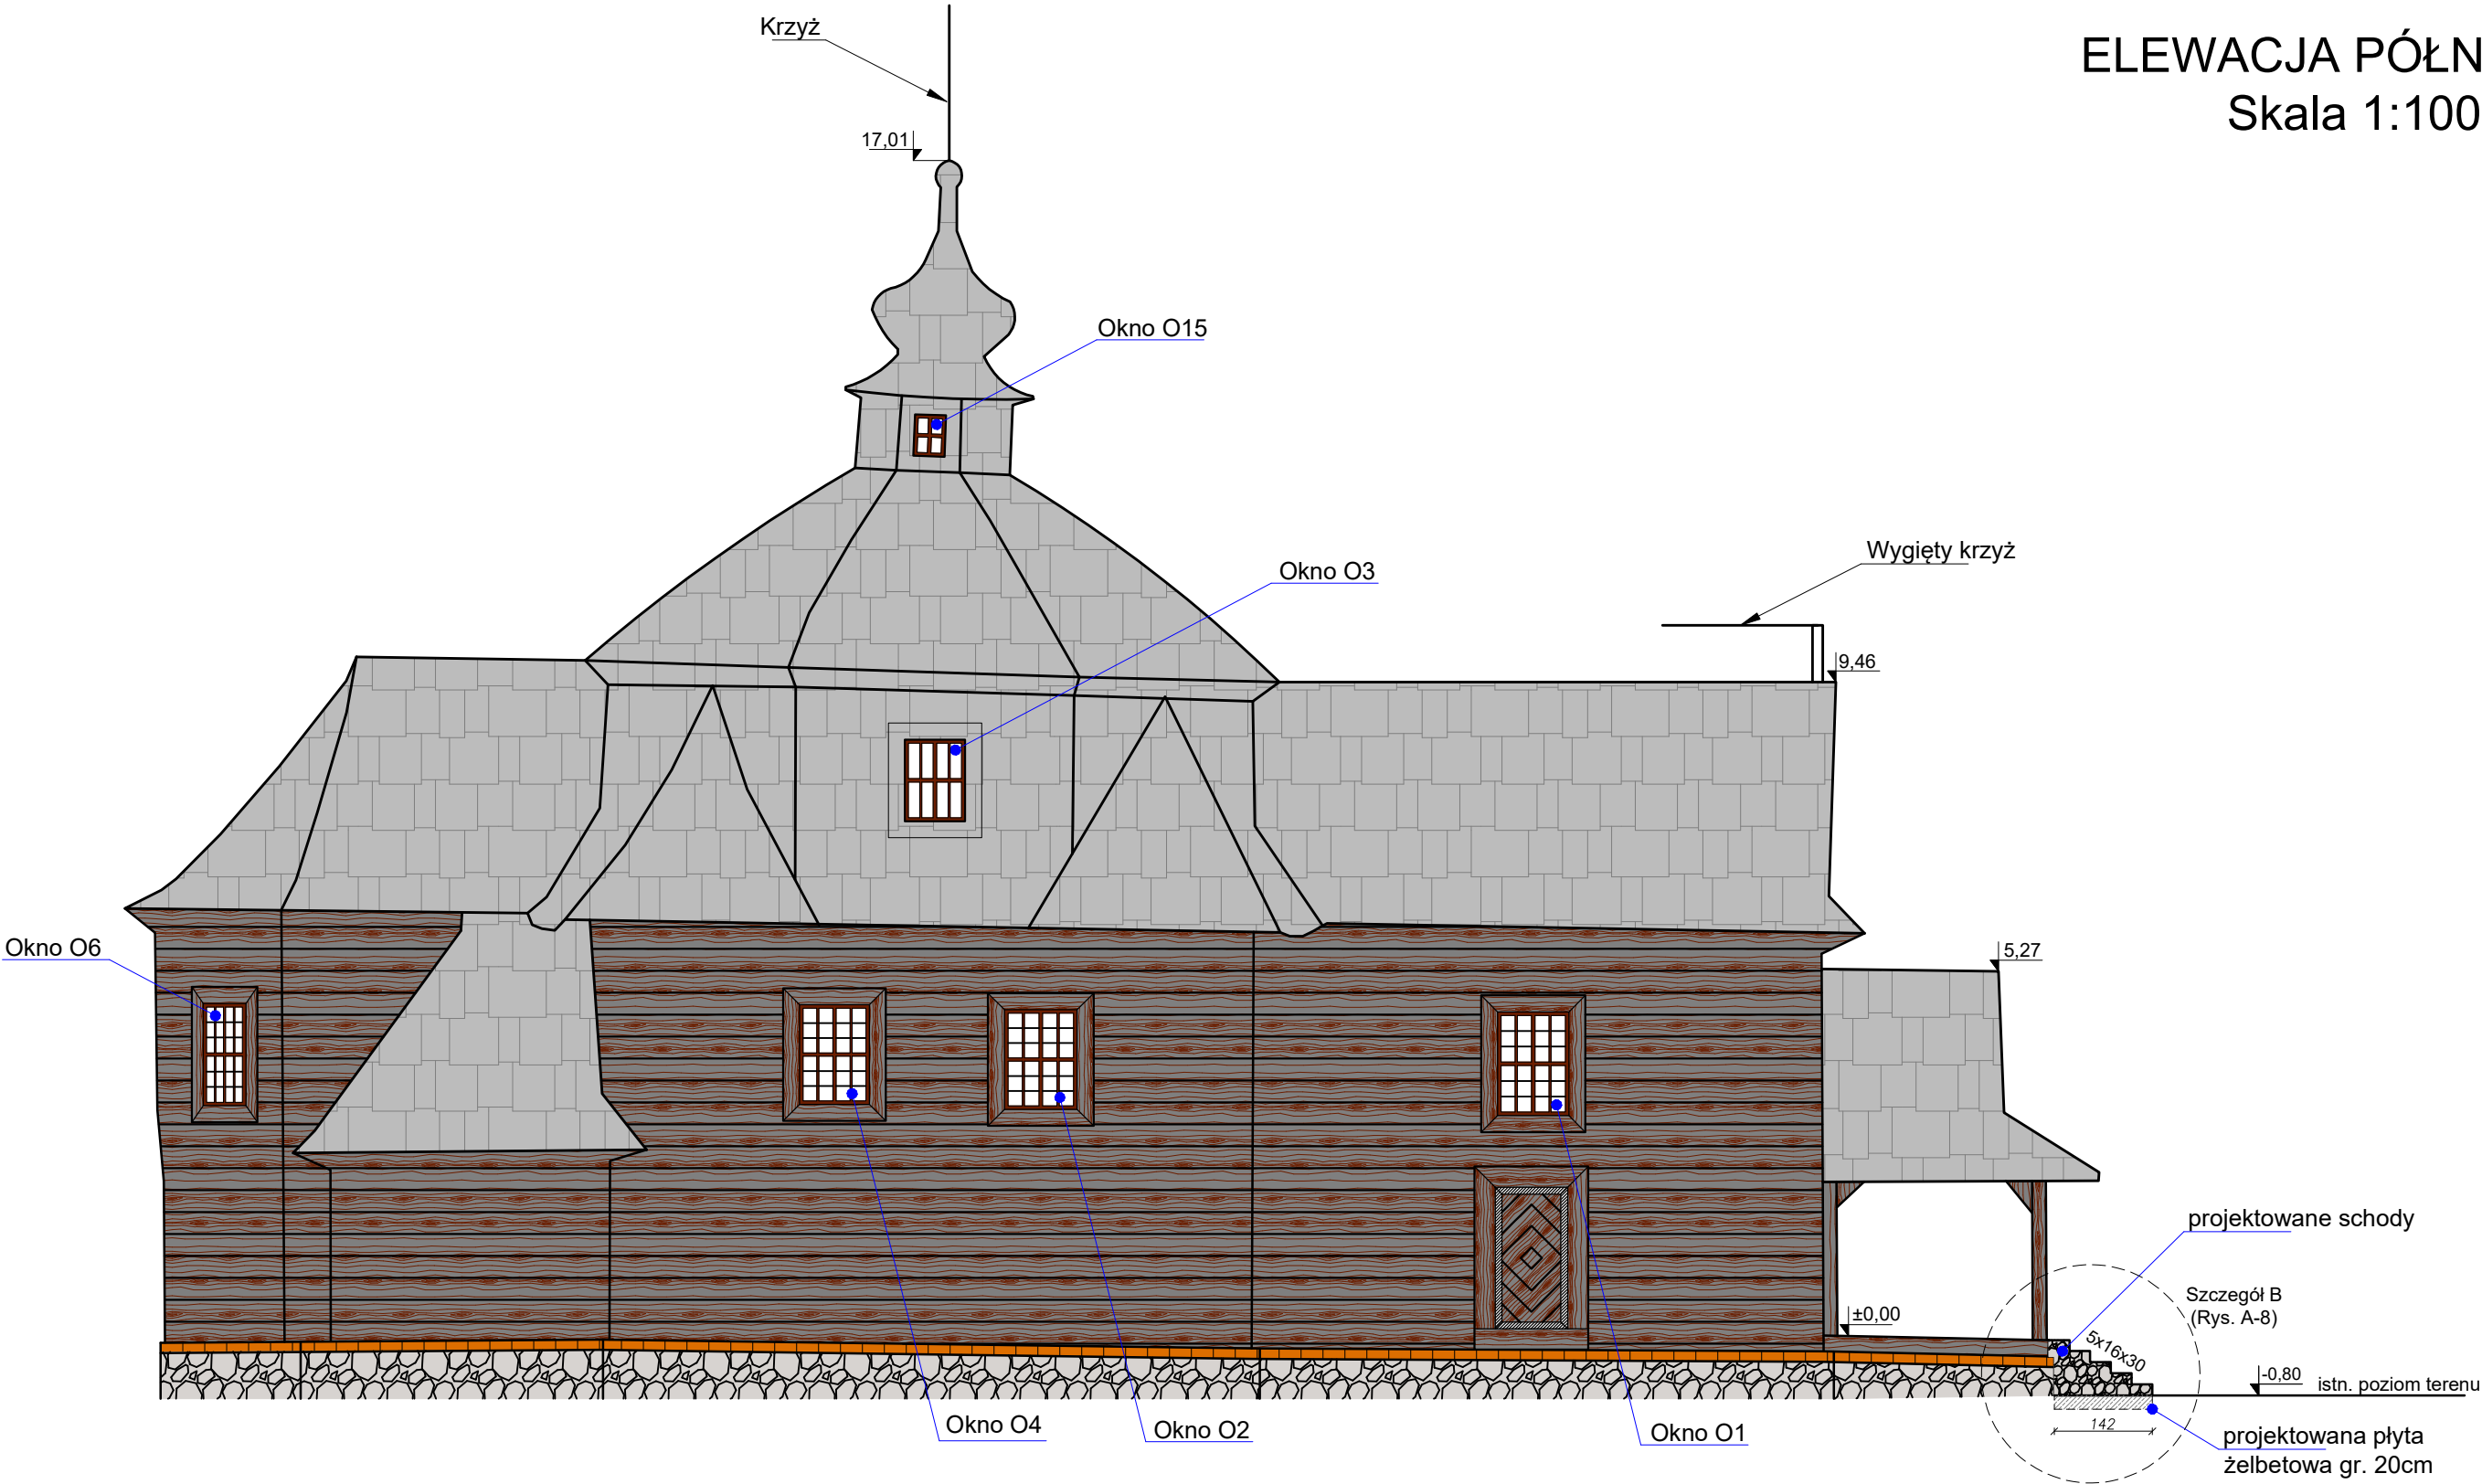 Krzyż
ELEWACJA PÓŁN
Skala 1:100
17,01
Okno O15
Wygięty krzyż
Okno O3
9,46
Okno O6
5,27
projektowane schody
Szczegół B
(Rys. A-8)
±0,00
5x16x30
-0,80
istn. poziom terenu
Okno O4
Okno O2
Okno O1
142
projektowana płyta
żelbetowa gr. 20cm